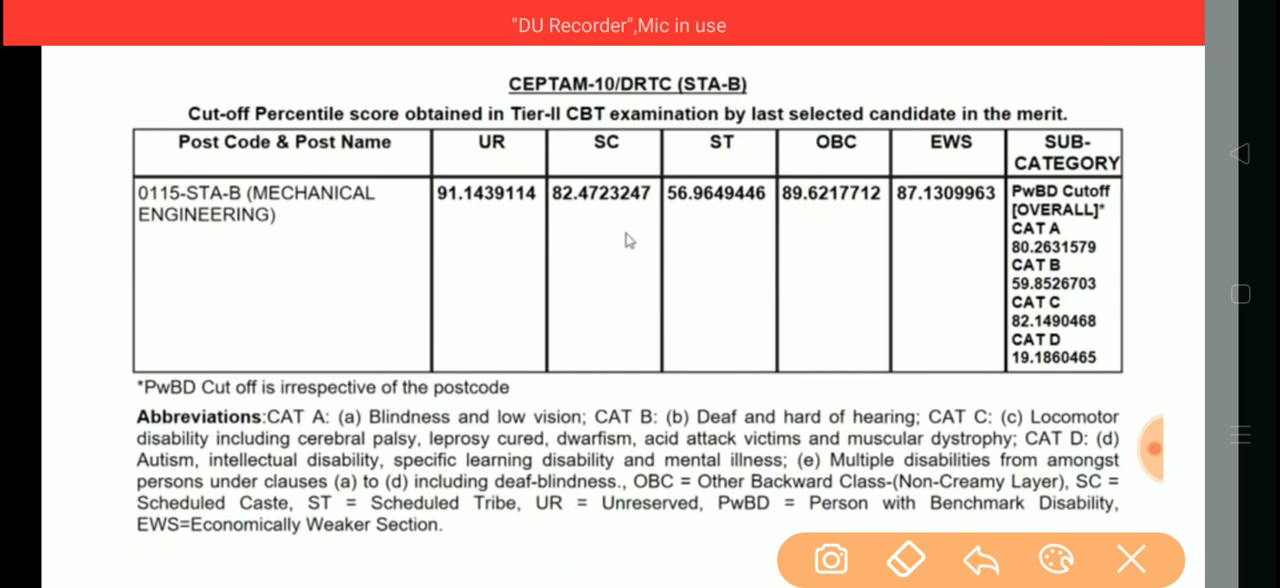 "DU Recorder",Mic in use
CEPTAM-10/DRTC (STA-B)
Cut-off Percentile score obtained in Tier-II CBT examination by last selected candidate in the merit.
Post Code & Post Name UR SC ST OBC EWS SUB-
CATEGORY
0115-STA-B (MECHANICAL 91.1439114 82.4723247 56.9649446 89.6217712 87.1309963 PwBD Cutoff
ENGINEERING) [OVERALL]*
CAT A
80.2631579
CAT B
59.8526703
CAT C
82.1490468
CAT D
19.1860465
*PwBD Cut off is irrespective of the postcode
Abbreviations:CAT A: (a) Blindness and low vision; CAT B: (b) Deaf and hard of hearing; CAT C: (c) Locomotor
disability including cerebral palsy, leprosy cured, dwarfism, acid attack victims and muscular dystrophy; CAT D: (d)
Autism, intellectual disability, specific learning disability and mental illness; (e) Multiple disabilities from amongst
persons under clauses (a) to (d) including deaf-blindness., OBC = Other Backward Class-(Non-Creamy Layer), SC =
Scheduled Caste, ST = Scheduled Tribe, UR = Unreserved, PwBD = Person with Benchmark Disability,
EWS=Economically Weaker Section.